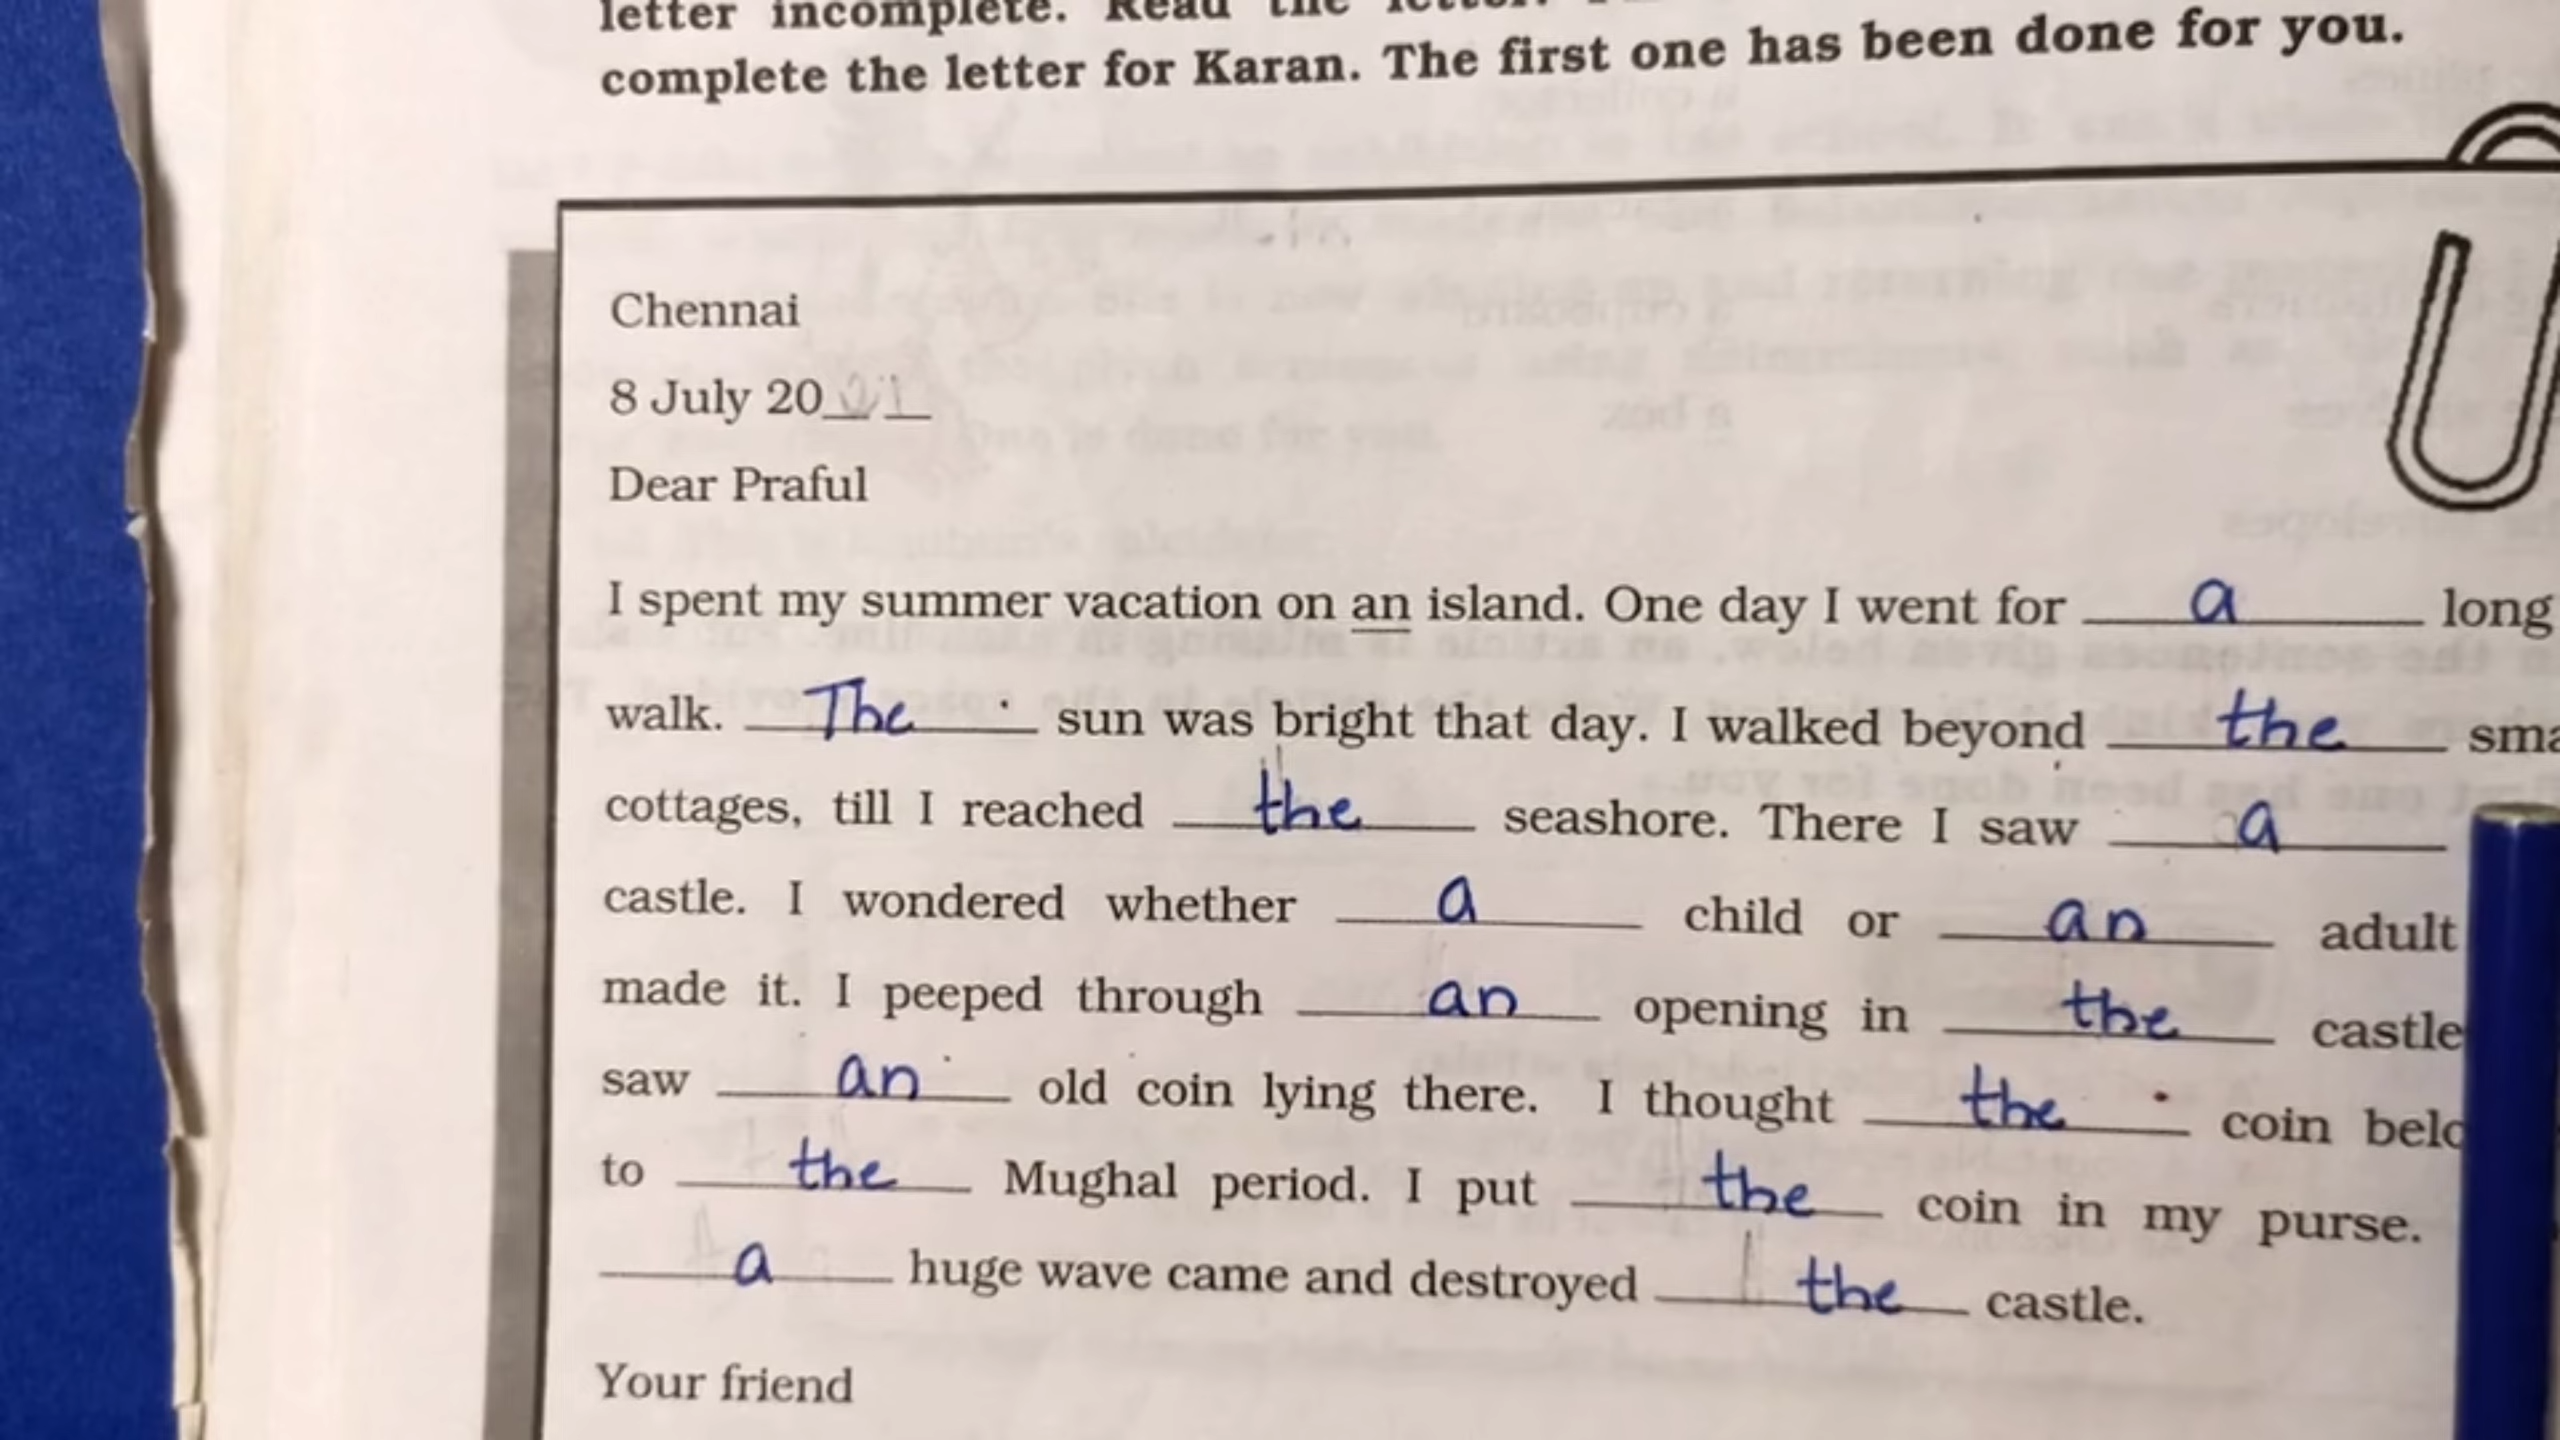 letter incomplete. Read the letter.
complete the letter for Karan. The first one has been done for you.
Chennai
8 July 2021
Dear Praful
I spent my summer vacation on an island. One day I went for a long
walk. The sun was bright that day. I walked beyond the
cottages, till I reached the seashore. There I saw a
castle. I wondered whether a child or an adult
made it. I peeped through an opening in the castle
saw an old coin lying there. I thought the coin
to the Mughal period. I put the coin in my purse.
a huge wave came and destroyed the castle.
Your friend